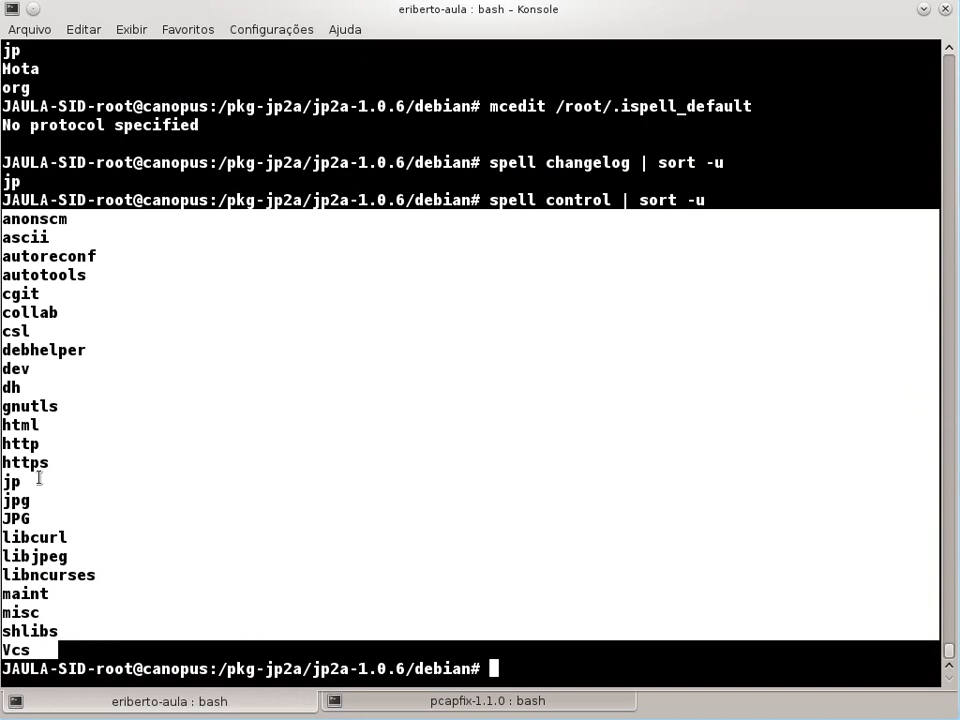 eriberto-aula : bash – Konsole
Arquivo Editar Exibir Favoritos Configurações Ajuda
jp
Mota
org
JAULA-SID-root@canopus:/pkg-jp2a/jp2a-1.0.6/debian# mcedit /root/.ispell_default
No protocol specified
JAULA-SID-root@canopus:/pkg-jp2a/jp2a-1.0.6/debian# spell changelog | sort -u
jp
JAULA-SID-root@canopus:/pkg-jp2a/jp2a-1.0.6/debian# spell control | sort -u
anonscm
ascii
autoreconf
autotools
cgit
collab
csl
debhelper
dev
dh
gnutls
html
http
https
jp
jpg
JPG
libcurl
libjpeg
libncurses
maint
misc
shlibs
Vcs
JAULA-SID-root@canopus:/pkg-jp2a/jp2a-1.0.6/debian#
eriberto-aula : bash
pcapfix-1.1.0 : bash